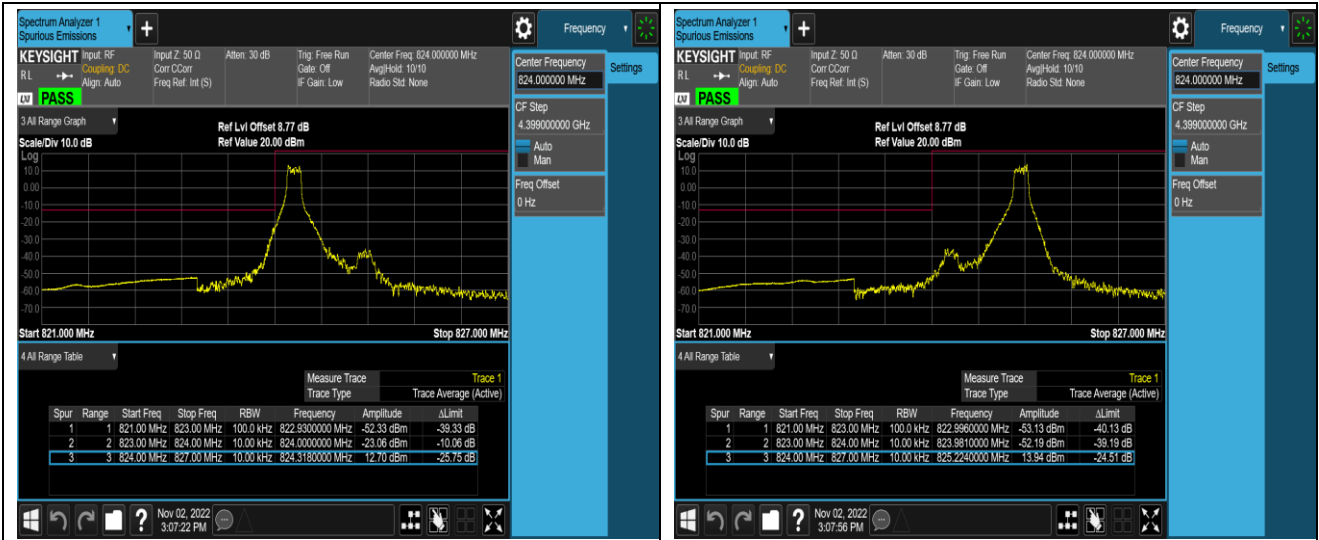 Spectrum Analyzer 1
Spurious Emissions
Frequency
KEYSIGHT Input: RF Input Z: 50 Ω Atten: 30 dB Trig: Free Run Center Freq: 824.000000 MHz
Coupling: DC Corr CCorr Gate: Off Avg|Hold: 10/10
RL Align: Auto Freq Ref: Int (S) IF Gain: Low Radio Std: None
LXI PASS
3 All Range Graph
Ref Lvl Offset 8.77 dB
Scale/Div 10.0 dB Ref Value 20.00 dBm
Log
10.0
0.00
-10.0
-20.0
-30.0
-40.0
-50.0
-60.0
-70.0
Start 821.000 MHz Stop 827.000 MHz
4 All Range Table
Measure Trace Trace 1
Trace Type Trace Average (Active)
Spur Range Start Freq Stop Freq RBW Frequency Amplitude ΔLimit
1 1 821.00 MHz 823.00 MHz 100.0 kHz 822.9300000 MHz -52.33 dBm -39.33 dB
2 2 823.00 MHz 824.00 MHz 10.00 kHz 824.0000000 MHz -23.06 dBm -10.06 dB
3 3 824.00 MHz 827.00 MHz 10.00 kHz 824.3180000 MHz 12.70 dBm -25.75 dB
Center Frequency
824.000000 MHz
Settings
CF Step
4.399000000 GHz
Auto
Man
Freq Offset
0 Hz
?
Nov 02, 2022
3:07:22 PM
Spectrum Analyzer 1
Spurious Emissions
Frequency
KEYSIGHT Input: RF Input Z: 50 Ω Atten: 30 dB Trig: Free Run Center Freq: 824.000000 MHz
Coupling: DC Corr CCorr Gate: Off Avg|Hold: 10/10
RL Align: Auto Freq Ref: Int (S) IF Gain: Low Radio Std: None
LXI PASS
3 All Range Graph
Ref Lvl Offset 8.77 dB
Scale/Div 10.0 dB Ref Value 20.00 dBm
Log
10.0
0.00
-10.0
-20.0
-30.0
-40.0
-50.0
-60.0
-70.0
Start 821.000 MHz Stop 827.000 MHz
4 All Range Table
Measure Trace Trace 1
Trace Type Trace Average (Active)
Spur Range Start Freq Stop Freq RBW Frequency Amplitude ΔLimit
1 1 821.00 MHz 823.00 MHz 100.0 kHz 822.9960000 MHz -53.13 dBm -40.13 dB
2 2 823.00 MHz 824.00 MHz 10.00 kHz 823.9810000 MHz -52.19 dBm -39.19 dB
3 3 824.00 MHz 827.00 MHz 10.00 kHz 825.2240000 MHz 13.94 dBm -24.51 dB
Center Frequency
824.000000 MHz
Settings
CF Step
4.399000000 GHz
Auto
Man
Freq Offset
0 Hz
?
Nov 02, 2022
3:07:56 PM